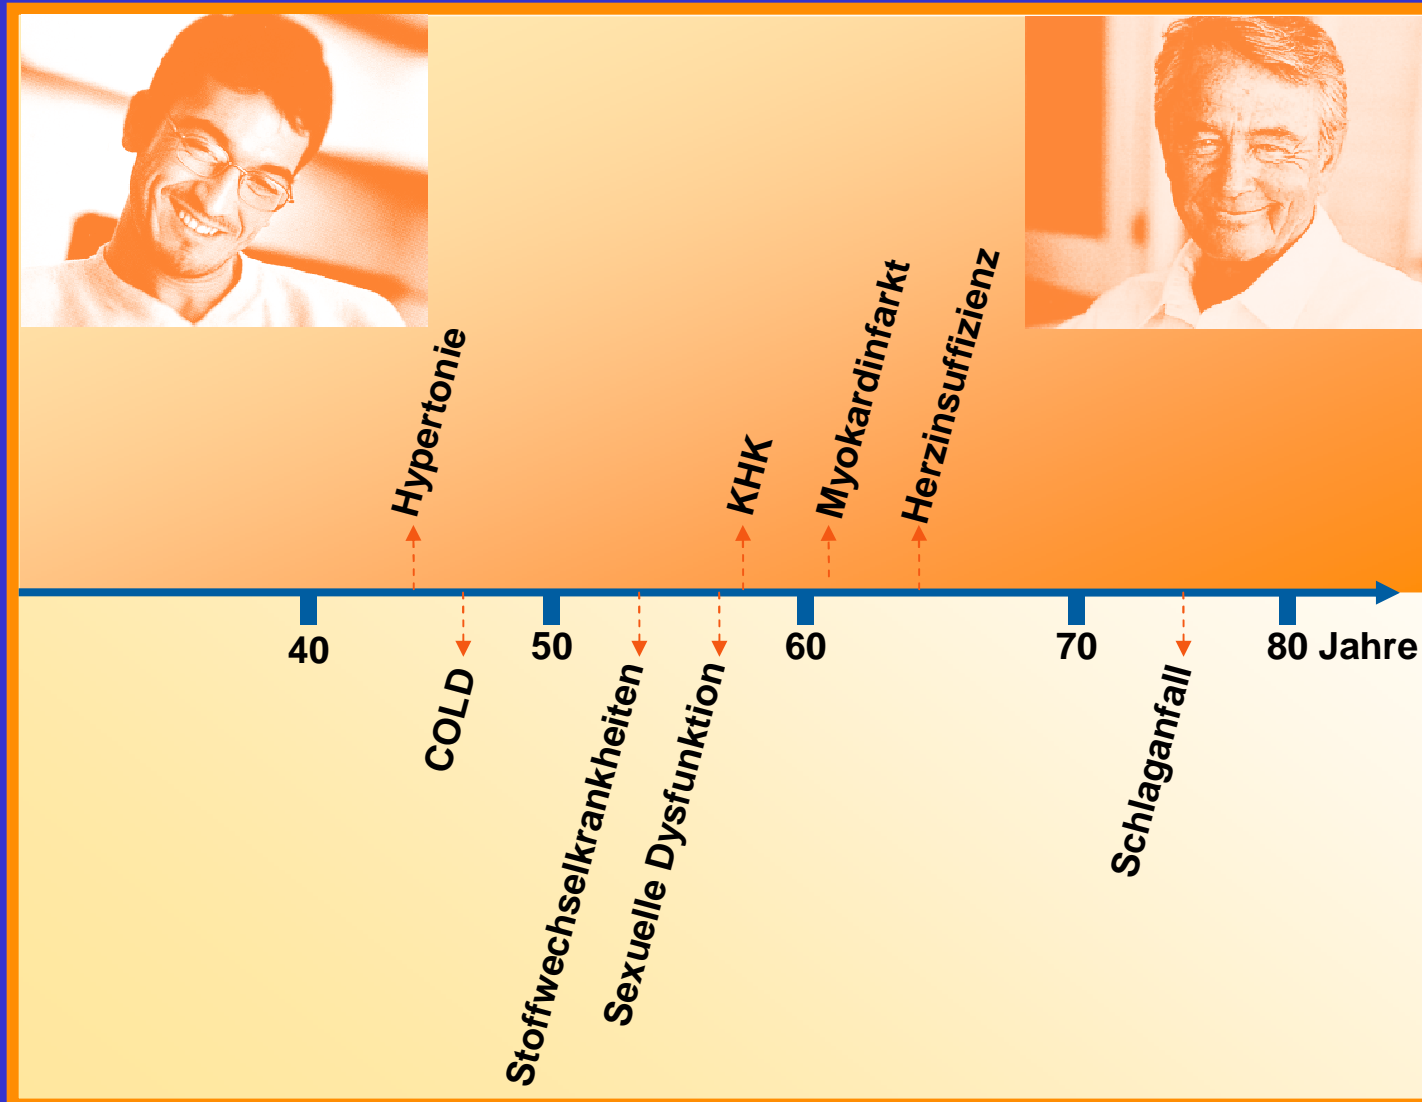 Hypertonie
KHK
Myokardinfarkt
Herzinsuffizienz
40
50
60
70
80 Jahre
COLD
Stoffwechselkrankheiten
Sexuelle Dysfunktion
Schlaganfall